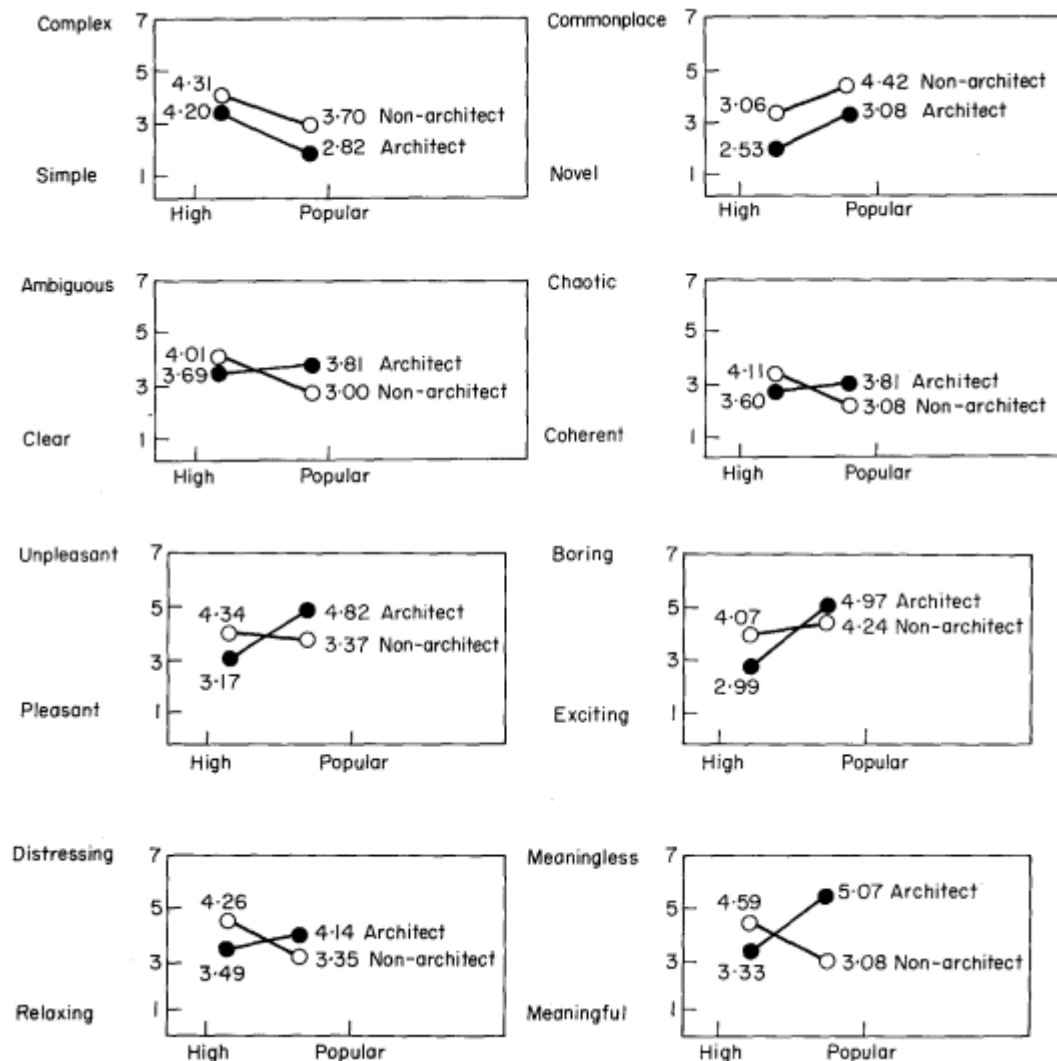 Complex
7
5
3
1
Simple
4·31
4·20
3·70 Non-architect
2·82 Architect
High
Popular
Commonplace
7
5
3
1
Novel
3·06
2·53
4·42 Non-architect
3·08 Architect
High
Popular
Ambiguous
7
5
3
1
Clear
4·01
3·69
3·81 Architect
3·00 Non-architect
High
Popular
Chaotic
7
5
3
1
Coherent
4·11
3·60
3·81 Architect
3·08 Non-architect
High
Popular
Unpleasant
7
5
3
1
Pleasant
4·34
3·17
4·82 Architect
3·37 Non-architect
High
Popular
Boring
7
5
3
1
Exciting
4·07
2·99
4·97 Architect
4·24 Non-architect
High
Popular
Distressing
7
5
3
1
Relaxing
4·26
3·49
4·14 Architect
3·35 Non-architect
High
Popular
Meaningless
7
5
3
1
Meaningful
4·59
3·33
5·07 Architect
3·08 Non-architect
High
Popular